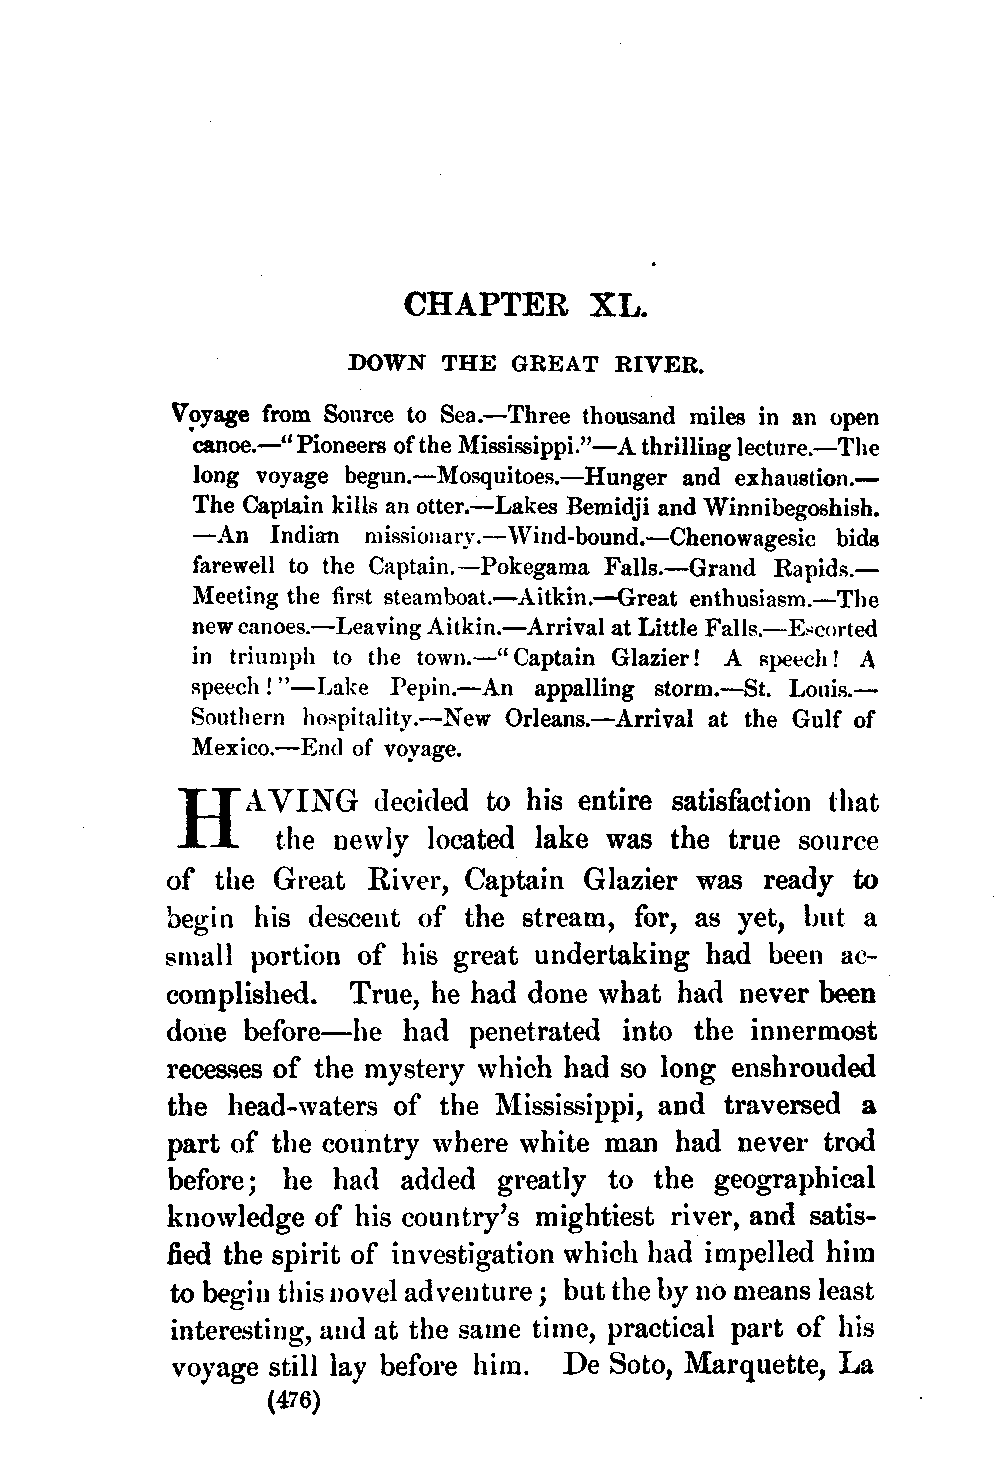 CHAPTER XL.
DOWN THE GREAT RIVER.
Voyage from Source to Sea.—Three thousand miles in an open
canoe.—"Pioneers of the Mississippi."—A thrilling lecture.—The
long voyage begun.—Mosquitoes.—Hunger and exhaustion.—
The Captain kills an otter.—Lakes Bemidji and Winnibegoshish.
—An Indian missionary.—Wind-bound.—Chenowagesic bids
farewell to the Captain.—Pokegama Falls.—Grand Rapids.—
Meeting the first steamboat.—Aitkin.—Great enthusiasm.—The
new canoes.—Leaving Aitkin.—Arrival at Little Falls.—Escorted
in triumph to the town.—"Captain Glazier! A speech! A
speech!"—Lake Pepin.—An appalling storm.—St. Louis.—
Southern hospitality.—New Orleans.—Arrival at the Gulf of
Mexico.—End of voyage.
HAVING decided to his entire satisfaction that
the newly located lake was the true source
of the Great River, Captain Glazier was ready to
begin his descent of the stream, for, as yet, but a
small portion of his great undertaking had been ac-
complished. True, he had done what had never been
done before—he had penetrated into the innermost
recesses of the mystery which had so long enshrouded
the head-waters of the Mississippi, and traversed a
part of the country where white man had never trod
before; he had added greatly to the geographical
knowledge of his country's mightiest river, and satis-
fied the spirit of investigation which had impelled him
to begin this novel adventure; but the by no means least
interesting, and at the same time, practical part of his
voyage still lay before him. De Soto, Marquette, La
(476)